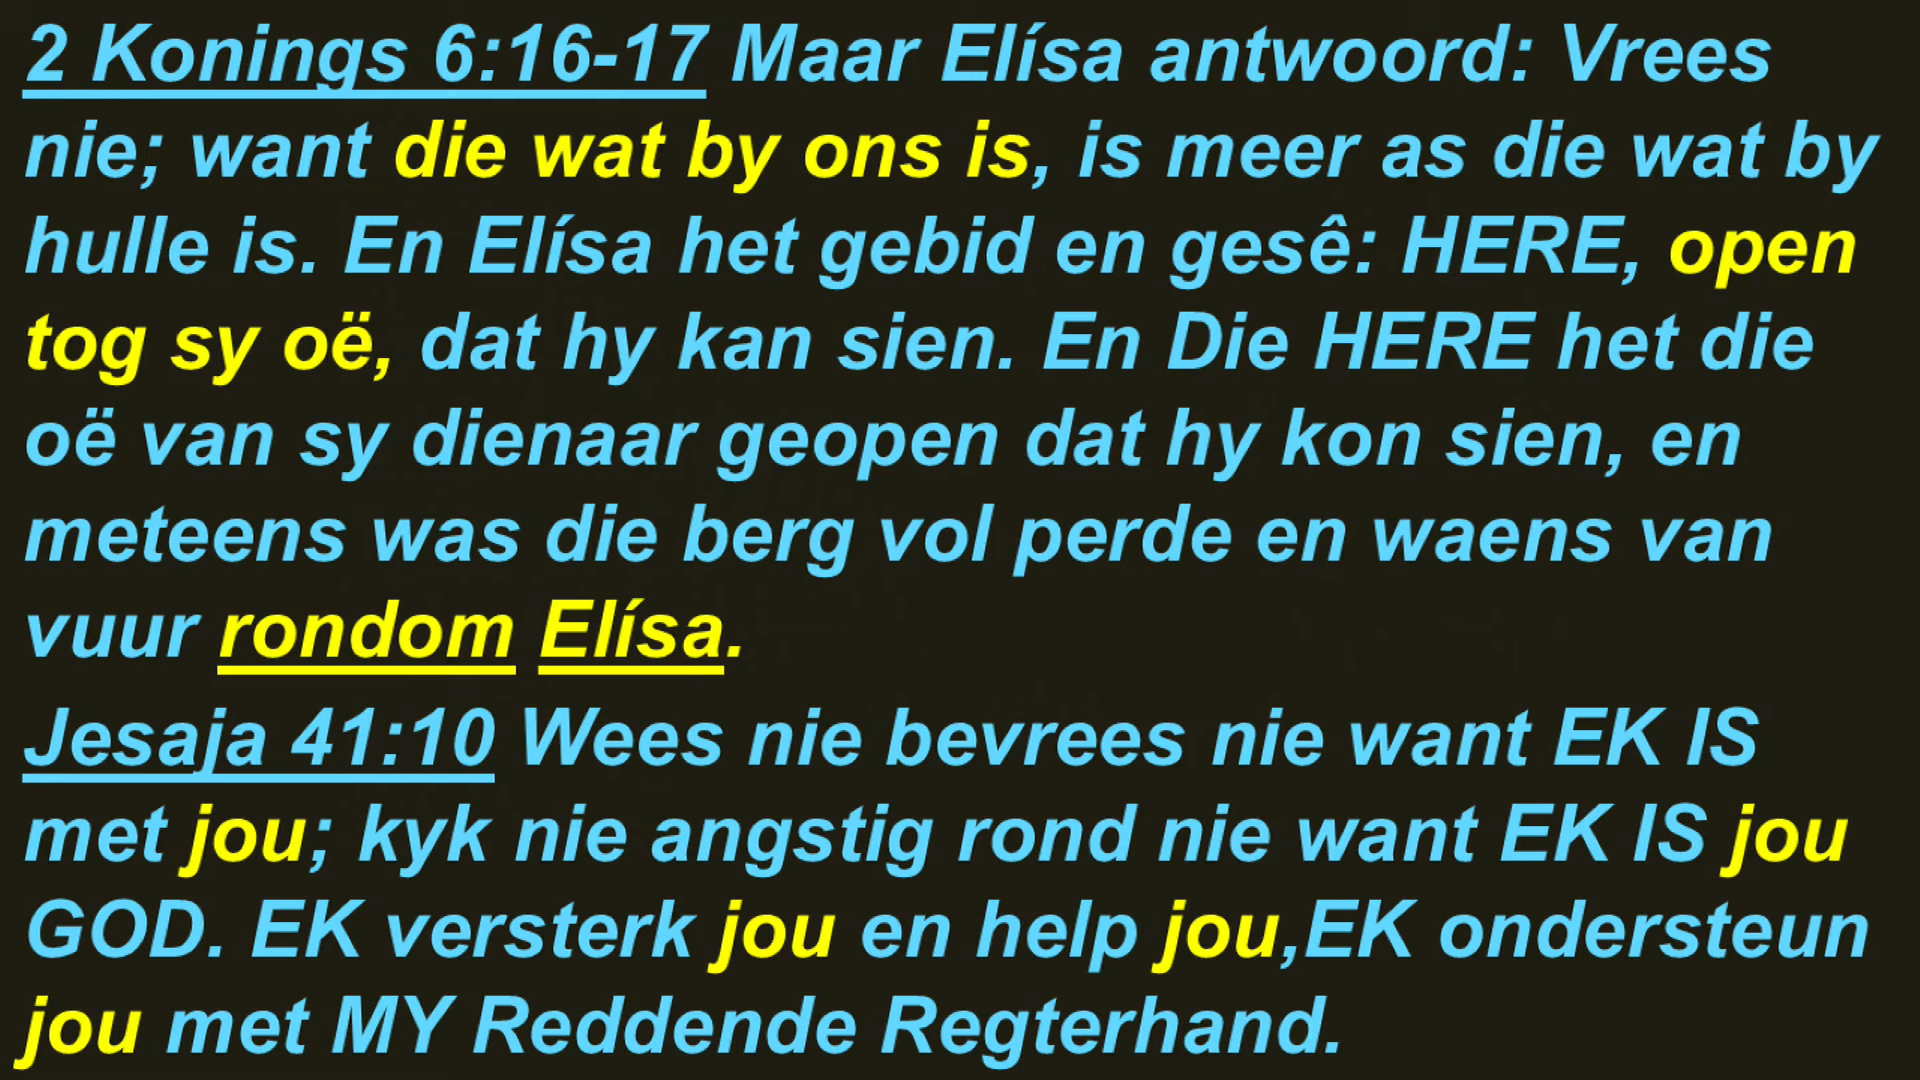 2 Konings 6:16-17 Maar Elísa antwoord: Vrees
nie; want die wat by ons is, is meer as die wat by
hulle is. En Elísa het gebid en gesê: HERE, open
tog sy oë, dat hy kan sien. En Die HERE het die
oë van sy dienaar geopen dat hy kon sien, en
meteens was die berg vol perde en waens van
vuur rondom Elísa.
Jesaja 41:10 Wees nie bevrees nie want EK IS
met jou; kyk nie angstig rond nie want EK IS jou
GOD. EK versterk jou en help jou,EK ondersteun
jou met MY Reddende Regterhand.